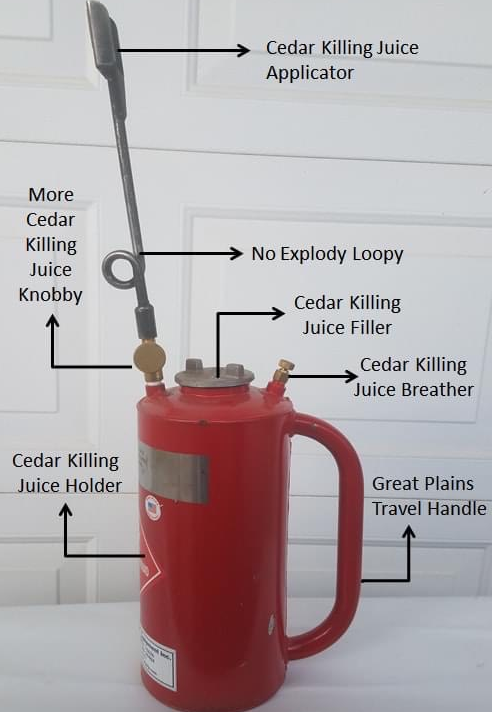 Cedar Killing Juice
Applicator
More
Cedar
Killing
Juice
Knobby
No Explody Loopy
Cedar Killing
Juice Filler
Cedar Killing
Juice Breather
Cedar Killing
Juice Holder
Great Plains
Travel Handle